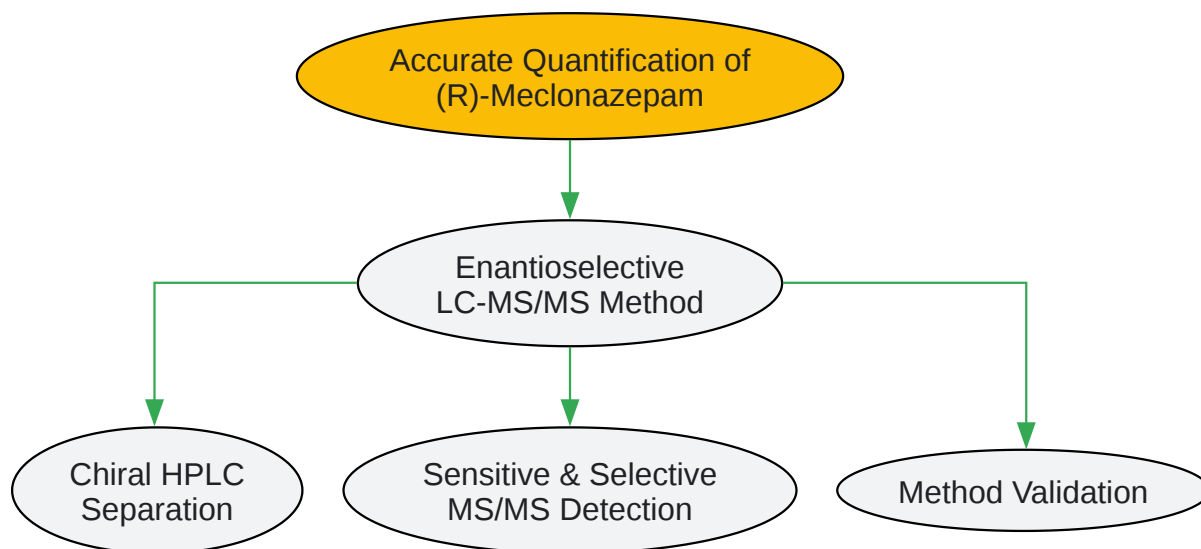 Accurate Quantification of
(R)-Meclonazepam
Enantioselective
LC-MS/MS Method
Chiral HPLC
Separation
Sensitive & Selective
MS/MS Detection
Method Validation